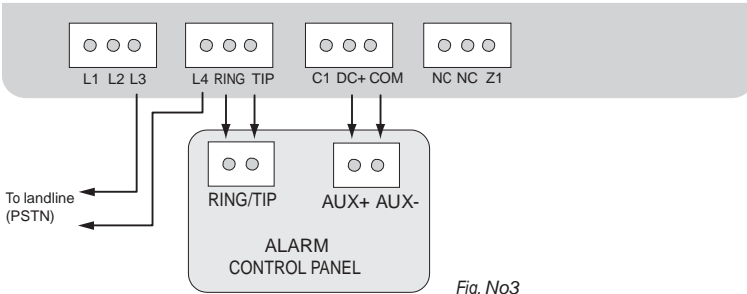 L1 L2 L3 L4 RING TIP C1 DC+ COM NC NC Z1
To landline
(PSTN)
RING/TIP AUX+ AUX-
ALARM
CONTROL PANEL
Fig. No3